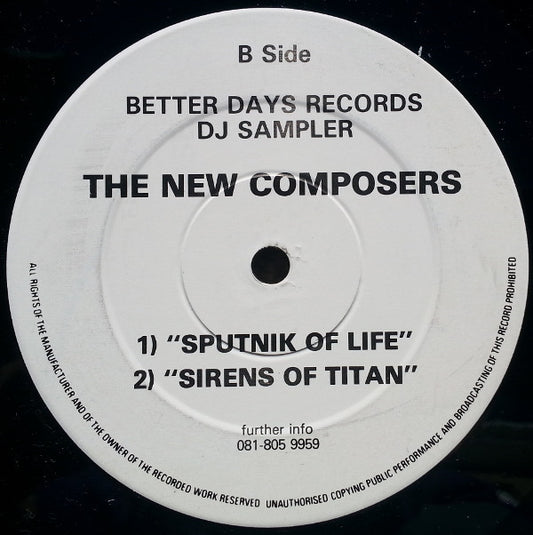 B Side
BETTER DAYS RECORDS
DJ SAMPLER
THE NEW COMPOSERS
1) “SPUTNIK OF LIFE”
2) “SIRENS OF TITAN”
further info
081-805 9959
ALL RIGHTS OF THE MANUFACTURER AND OF THE OWNER OF THE RECORDED WORK RESERVED UNAUTHORISED COPYING PUBLIC PERFORMANCE AND BROADCASTING OF THIS RECORD PROHIBITED